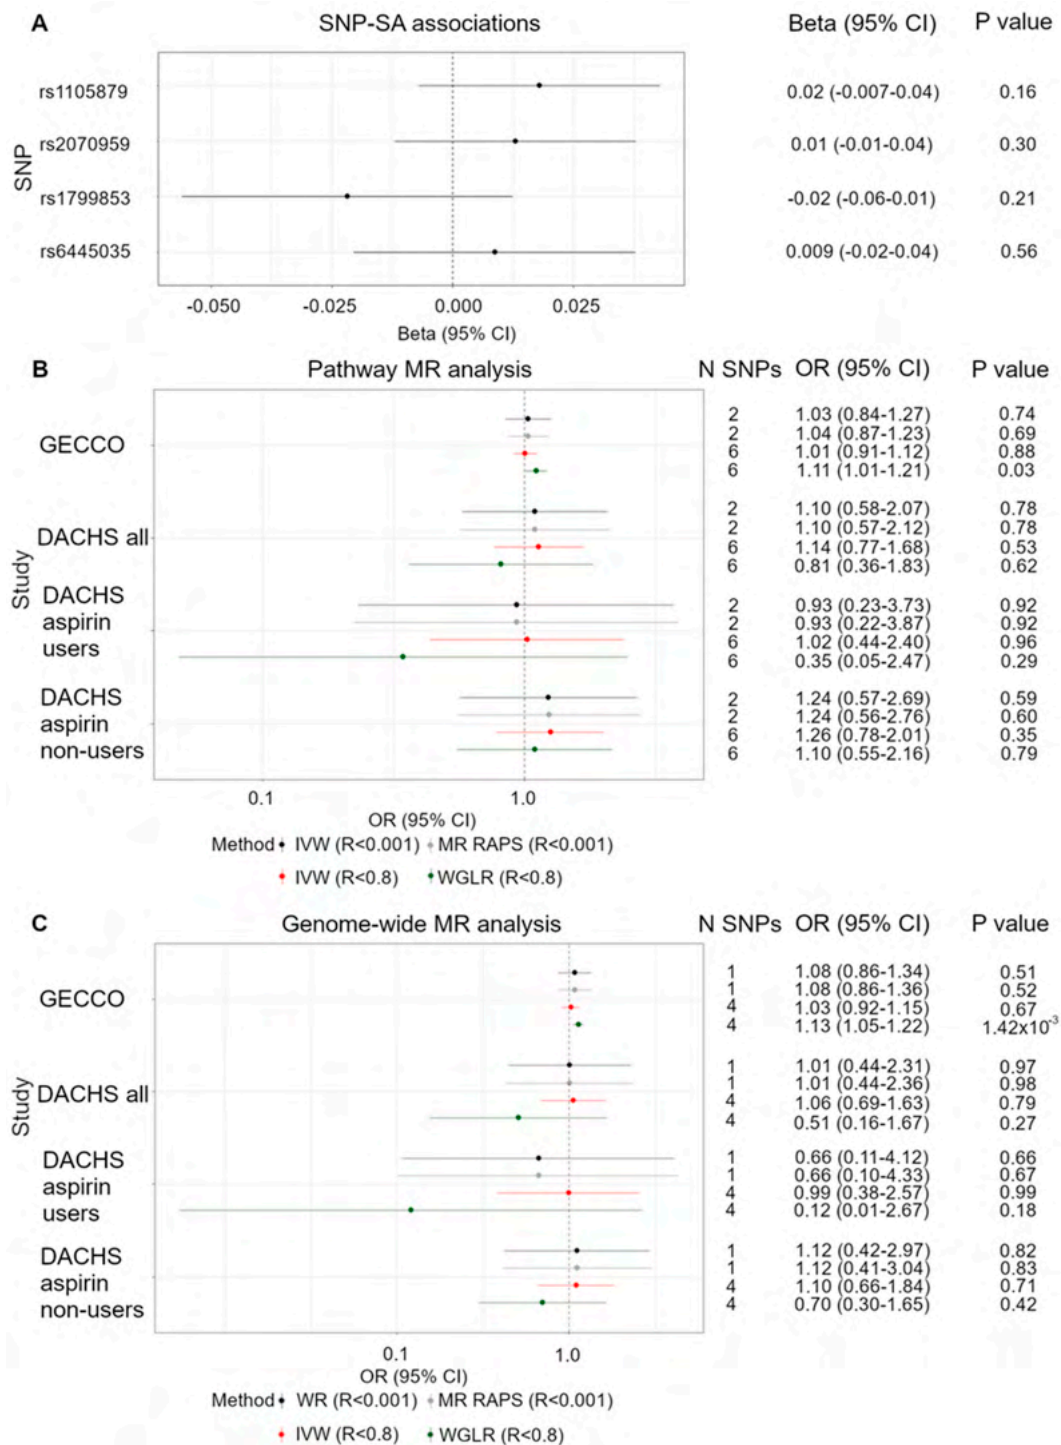 A SNP-SA associations Beta (95% CI) P value
rs1105879 0.02 (-0.007-0.04) 0.16
rs2070959 0.01 (-0.01-0.04) 0.30
SNP
rs1799853 -0.02 (-0.06-0.01) 0.21
rs6445035 0.009 (-0.02-0.04) 0.56
-0.050 -0.025 0.000 0.025
Beta (95% CI)
B Pathway MR analysis N SNPs OR (95% CI) P value
Study
GECCO
2 1.03 (0.84-1.27) 0.74
2 1.04 (0.87-1.23) 0.69
6 1.01 (0.91-1.12) 0.88
6 1.11 (1.01-1.21) 0.03
DACHS all
2 1.10 (0.58-2.07) 0.78
2 1.10 (0.57-2.12) 0.78
6 1.14 (0.77-1.68) 0.53
6 0.81 (0.36-1.83) 0.62
DACHS
aspirin
users
2 0.93 (0.23-3.73) 0.92
2 0.93 (0.22-3.87) 0.92
6 1.02 (0.44-2.40) 0.96
6 0.35 (0.05-2.47) 0.29
DACHS
aspirin
non-users
2 1.24 (0.57-2.69) 0.59
2 1.24 (0.56-2.76) 0.60
6 1.26 (0.78-2.01) 0.35
6 1.10 (0.55-2.16) 0.79
0.1 1.0
OR (95% CI)
Method IVW (R<0.001) MR RAPS (R<0.001)
IVW (R<0.8) WGLR (R<0.8)
C Genome-wide MR analysis N SNPs OR (95% CI) P value
Study
GECCO
1 1.08 (0.86-1.34) 0.51
1 1.08 (0.86-1.36) 0.52
4 1.03 (0.92-1.15) 0.67
4 1.13 (1.05-1.22) 1.42x10⁻³
DACHS all
1 1.01 (0.44-2.31) 0.97
1 1.01 (0.44-2.36) 0.98
4 1.06 (0.69-1.63) 0.79
4 0.51 (0.16-1.67) 0.27
DACHS
aspirin
users
1 0.66 (0.11-4.12) 0.66
1 0.66 (0.10-4.33) 0.67
4 0.99 (0.38-2.57) 0.99
4 0.12 (0.01-2.67) 0.18
DACHS
aspirin
non-users
1 1.12 (0.42-2.97) 0.82
1 1.12 (0.41-3.04) 0.83
4 1.10 (0.66-1.84) 0.71
4 0.70 (0.30-1.65) 0.42
0.1 1.0
OR (95% CI)
Method WR (R<0.001) MR RAPS (R<0.001)
IVW (R<0.8) WGLR (R<0.8)